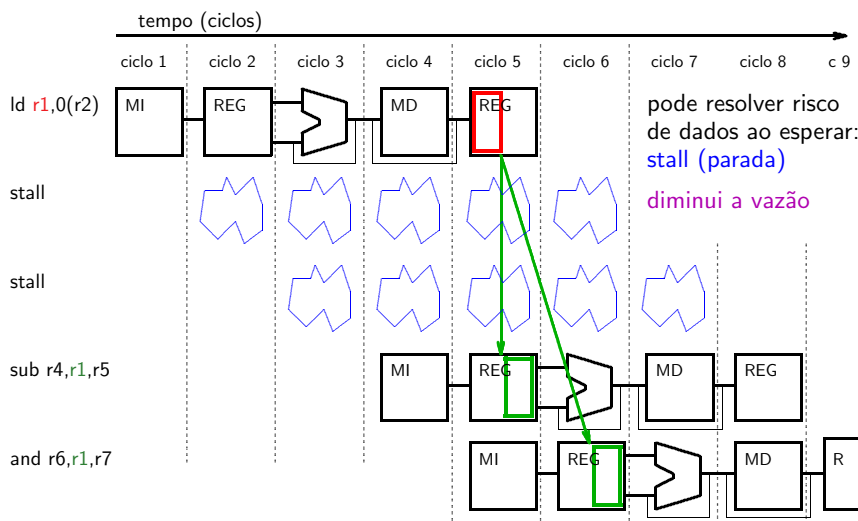 tempo (ciclos)
ciclo 1 ciclo 2 ciclo 3 ciclo 4 ciclo 5 ciclo 6 ciclo 7 ciclo 8 c 9
ld r1,0(r2) MI REG MD REG
pode resolver risco
de dados ao esperar:
stall (parada)
diminui a vazão
stall
stall
sub r4,r1,r5 MI REG MD REG
and r6,r1,r7 MI REG MD R